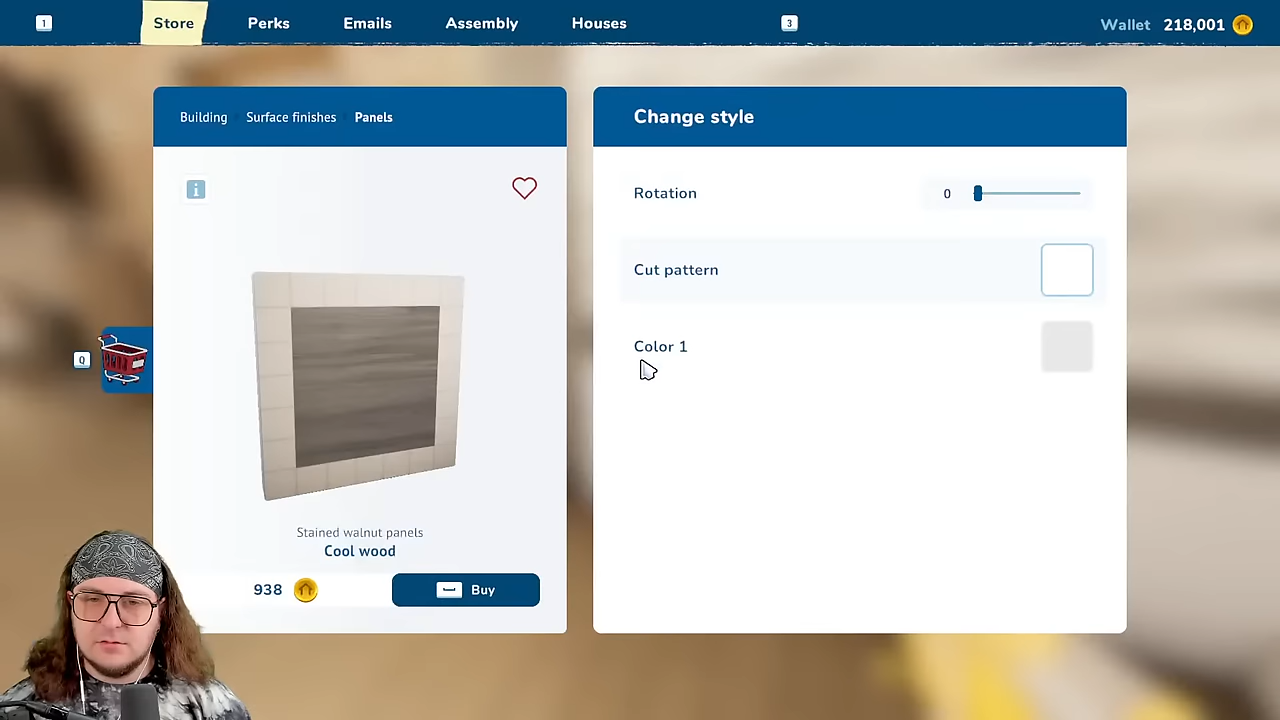 1 Store Perks Emails Assembly Houses 3 Wallet 218,001
Building Surface finishes Panels
Change style
i
Rotation 0
Cut pattern
Color 1
Q
Stained walnut panels
Cool wood
938 Buy